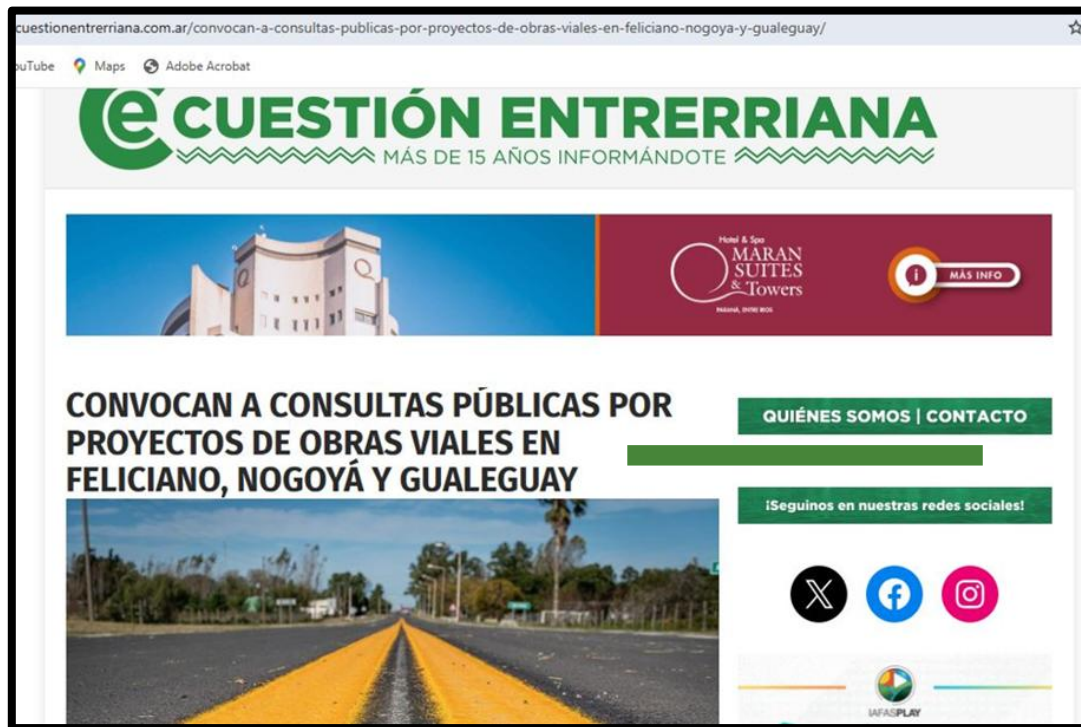 cuestionentrerriana.com.ar/convocan-a-consultas-publicas-por-proyectos-de-obras-viales-en-feliciano-nogoya-y-gualeguay/
Maps
Adobe Acrobat
CUESTIÓN ENTRERRIANA
MÁS DE 15 AÑOS INFORMÁNDOTE
Hotel & Spa
MARAN
SUITES
& Towers
PARANÁ, ENTRE RIOS
MÁS INFO
CONVOCAN A CONSULTAS PÚBLICAS POR
PROYECTOS DE OBRAS VIALES EN
FELICIANO, NOGOYÁ Y GUALEGUAY
QUIÉNES SOMOS | CONTACTO
¡Seguinos en nuestras redes sociales!
IAFASPLAY